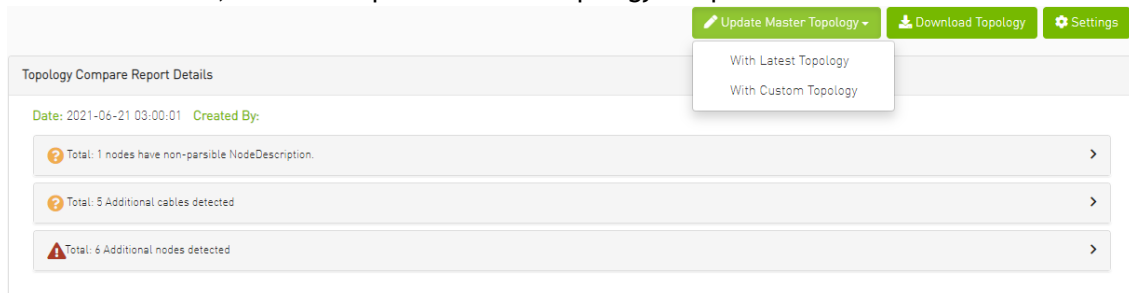 Update Master Topology
Download Topology
Settings
With Latest Topology
With Custom Topology
Topology Compare Report Details
Date: 2021-06-21 03:00:01 Created By:
Total: 1 nodes have non-parsible NodeDescription.
Total: 5 Additional cables detected
Total: 6 Additional nodes detected